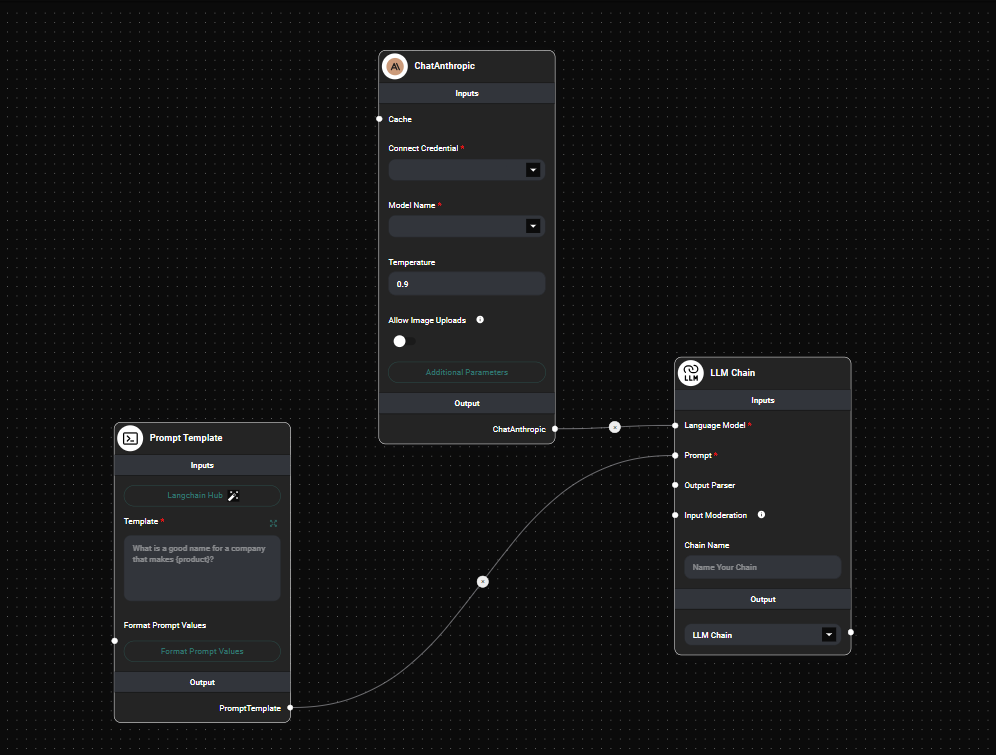 ChatAnthropic
Inputs
Cache
Connect Credential *
Model Name *
Temperature
0.9
Allow Image Uploads
Additional Parameters
Output
ChatAnthropic
Prompt Template
Inputs
Langchain Hub
Template *
What is a good name for a company
that makes {product}?
Format Prompt Values
Format Prompt Values
Output
PromptTemplate
LLM
LLM Chain
Inputs
Language Model *
Prompt *
Output Parser
Input Moderation
Chain Name
Name Your Chain
Output
LLM Chain